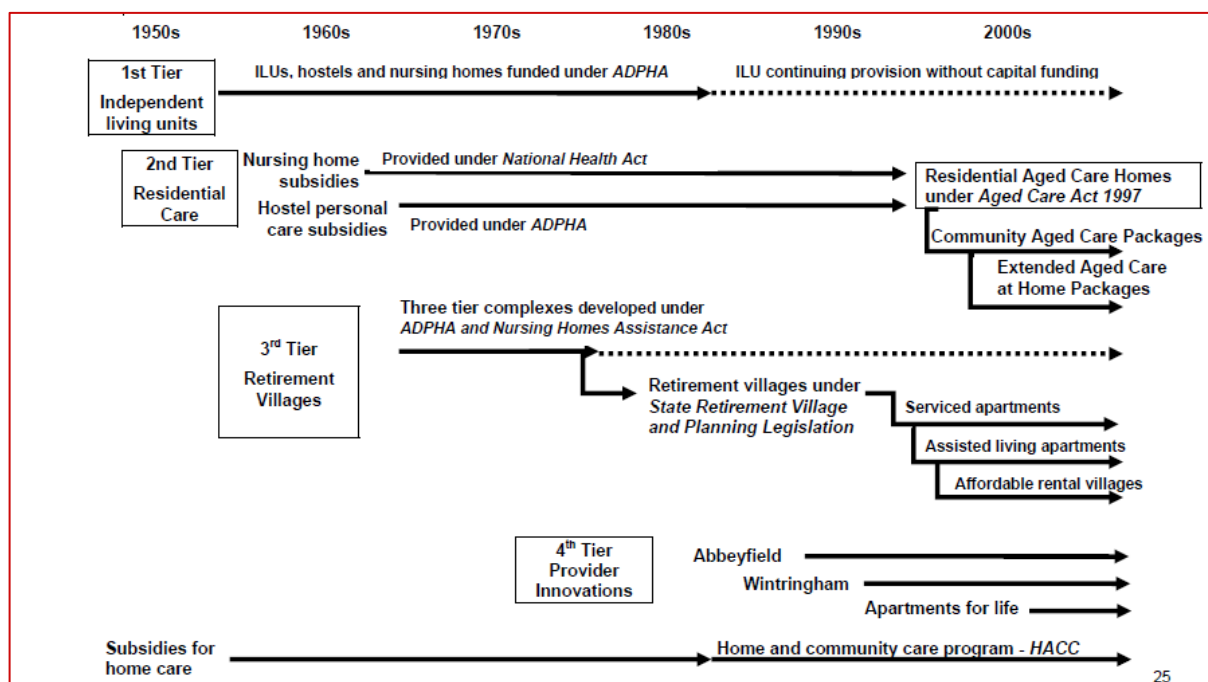 1950s 1960s 1970s 1980s 1990s 2000s
1st Tier
Independent
living units
ILUs, hostels and nursing homes funded under ADPHA
ILU continuing provision without capital funding
2nd Tier
Residential
Care
Nursing home
subsidies
Provided under National Health Act
Hostel personal
care subsidies
Provided under ADPHA
Residential Aged Care Homes
under Aged Care Act 1997
Community Aged Care Packages
Extended Aged Care
at Home Packages
3rd Tier
Retirement
Villages
Three tier complexes developed under
ADPHA and Nursing Homes Assistance Act
Retirement villages under
State Retirement Village
and Planning Legislation
Serviced apartments
Assisted living apartments
Affordable rental villages
4th Tier
Provider
Innovations
Abbeyfield
Wintringham
Apartments for life
Subsidies for
home care
Home and community care program - HACC
25